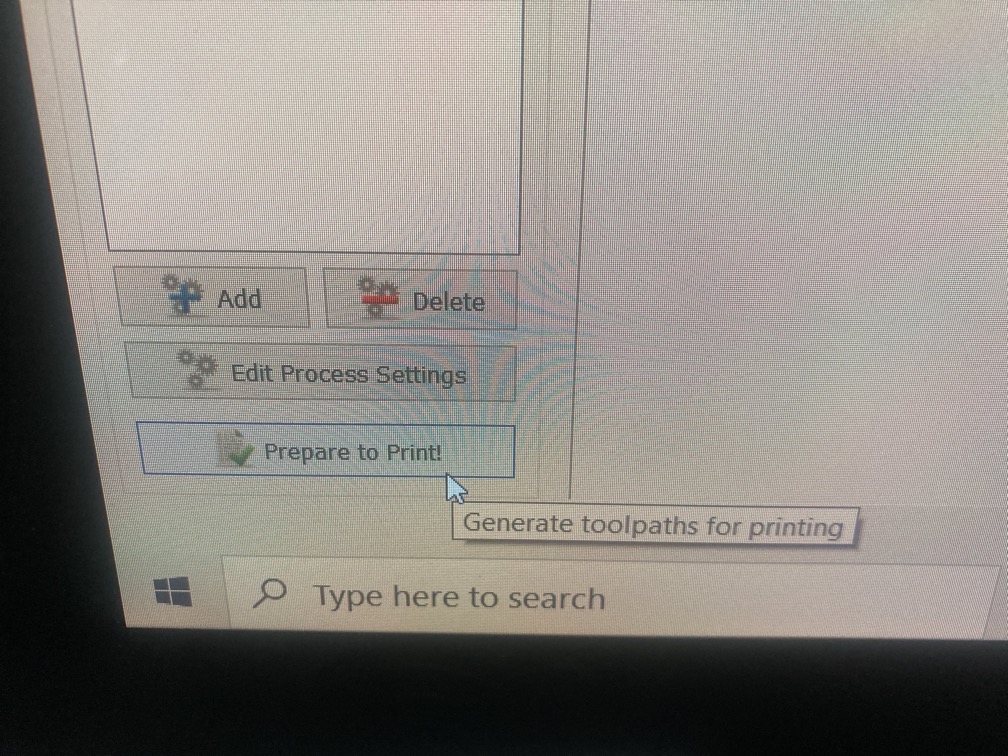 Add
Delete
Edit Process Settings
Prepare to Print!
Generate toolpaths for printing
Type here to search